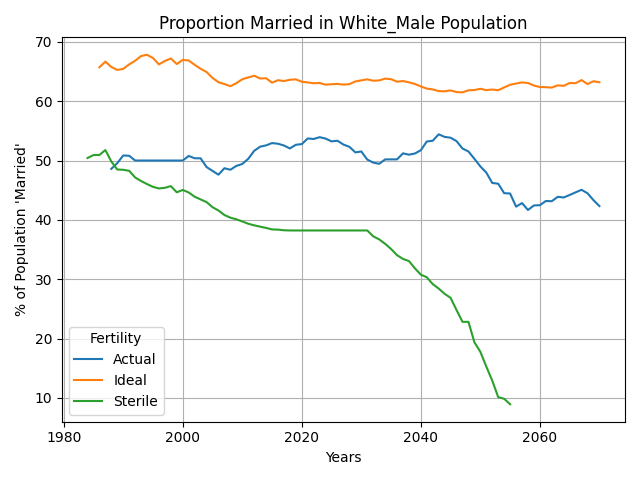 Proportion Married in White_Male Population
% of Population 'Married'
70
60
50
40
30
20
10
Fertility
Actual
Ideal
Sterile
1980 2000 2020 2040 2060
Years